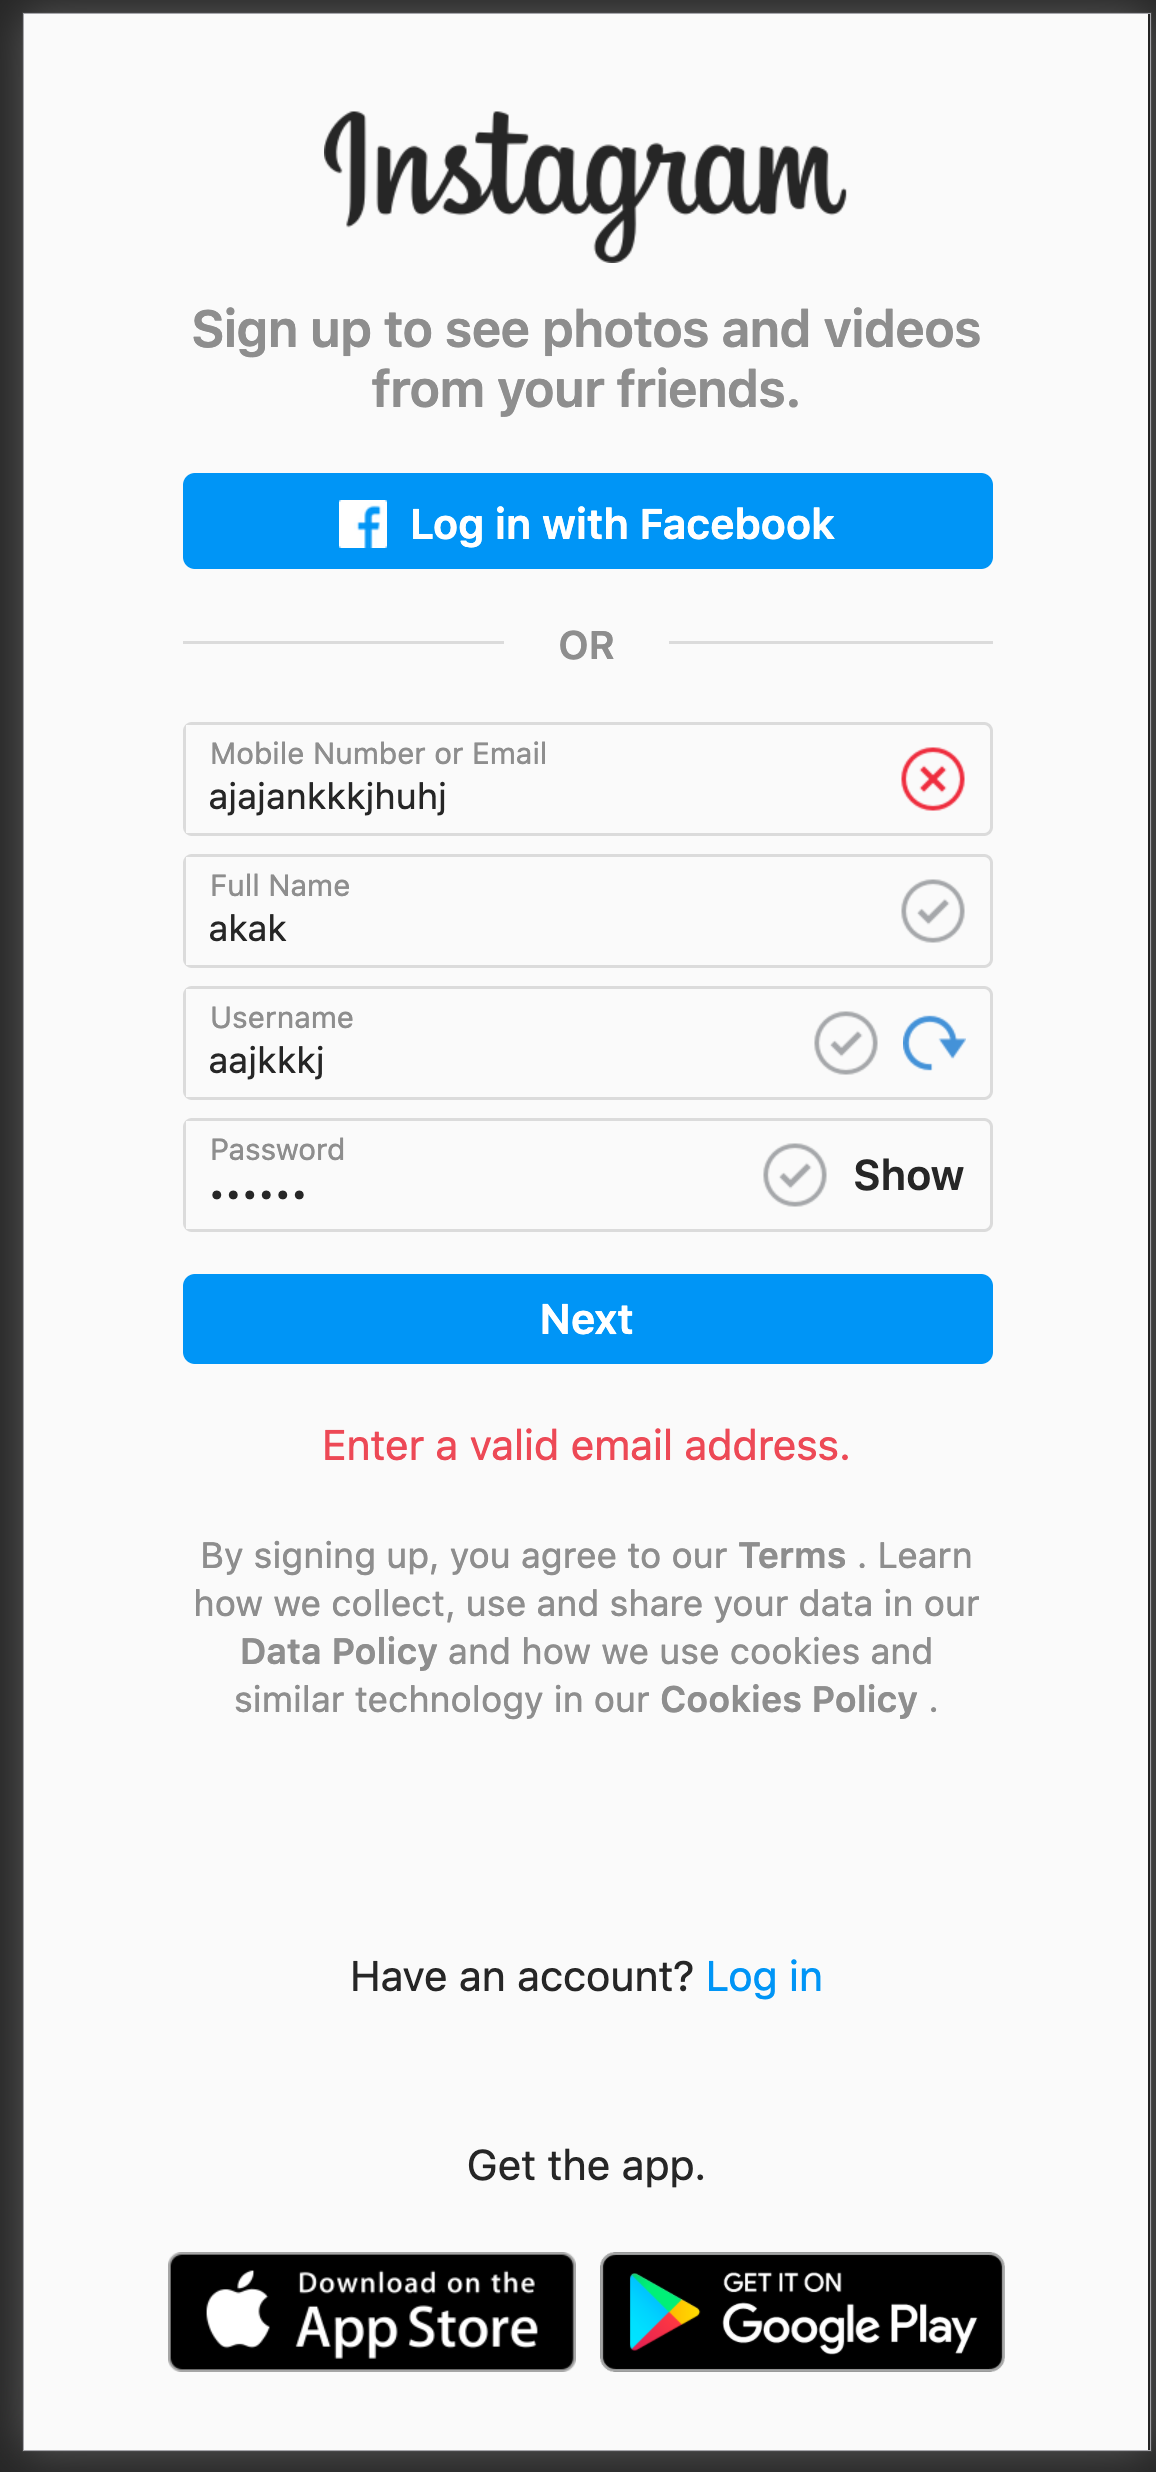 Instagram
Sign up to see photos and videos
from your friends.
Log in with Facebook
OR
Mobile Number or Email
ajajankkkjhuhj
Full Name
akak
Username
aajkkkj
Password
••••••
Show
Next
Enter a valid email address.
By signing up, you agree to our Terms . Learn
how we collect, use and share your data in our
Data Policy and how we use cookies and
similar technology in our Cookies Policy .
Have an account? Log in
Get the app.
Download on the
App Store
GET IT ON
Google Play